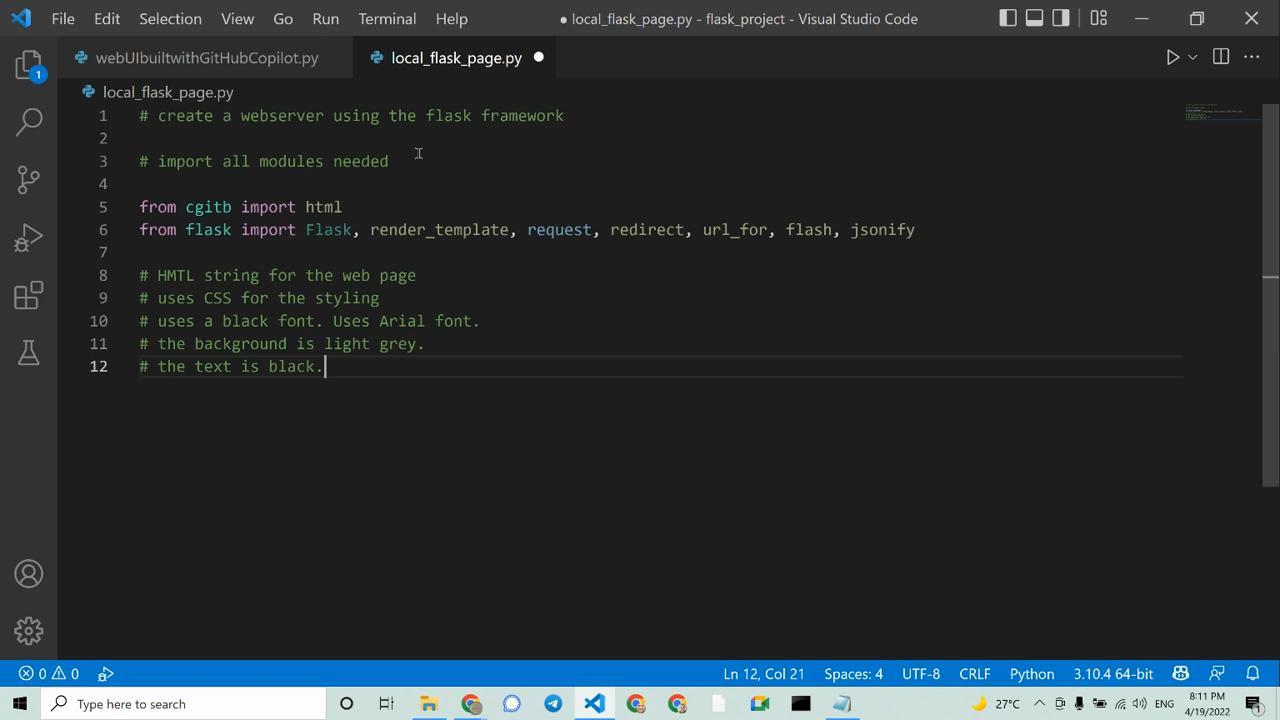 File Edit Selection View Go Run Terminal Help
● local_flask_page.py - flask_project - Visual Studio Code
webUIbuiltwithGitHubCopilot.py
local_flask_page.py
1
local_flask_page.py
1 # create a webserver using the flask framework
2
3 # import all modules needed
4
5 from cgitb import html
6 from flask import Flask, render_template, request, redirect, url_for, flash, jsonify
7
8 # HMTL string for the web page
9 # uses CSS for the styling
10 # uses a black font. Uses Arial font.
11 # the background is light grey.
12 # the text is black.
0 0 Ln 12, Col 21 Spaces: 4 UTF-8 CRLF Python 3.10.4 64-bit
Type here to search
27°C ENG
8:11 PM
4/19/2022
1